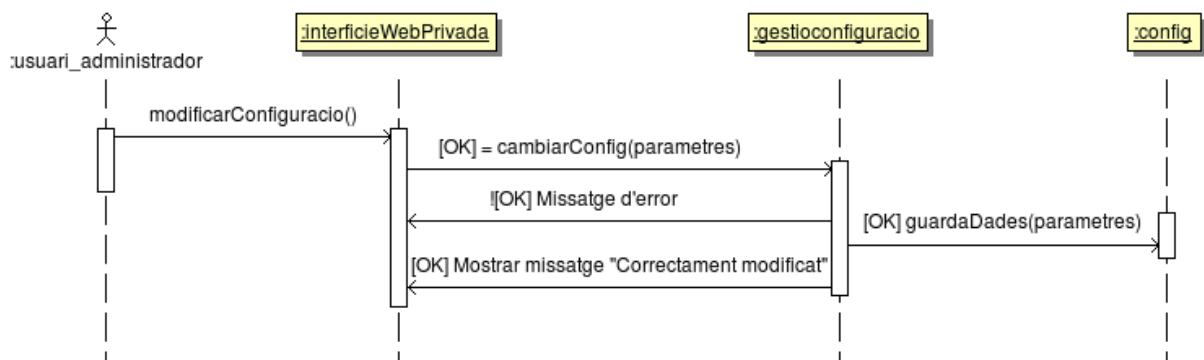 :interficieWebPrivada
:gestioconfiguracio
:config
:usuari_administrador
modificarConfiguracio()
[OK] = cambiarConfig(parametres)
![OK] Missatge d'error
[OK] guardaDades(parametres)
[OK] Mostrar missatge "Correctament modificat"